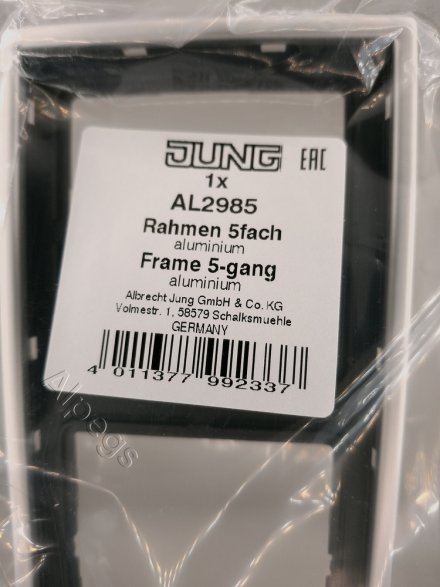 JUNG EAC
1x
AL2985
Rahmen 5fach
aluminium
Frame 5-gang
aluminium
Albrecht Jung GmbH & Co. KG
Volmestr. 1, 58579 Schalksmuehle
GERMANY
4 011377 992337
Alpegs